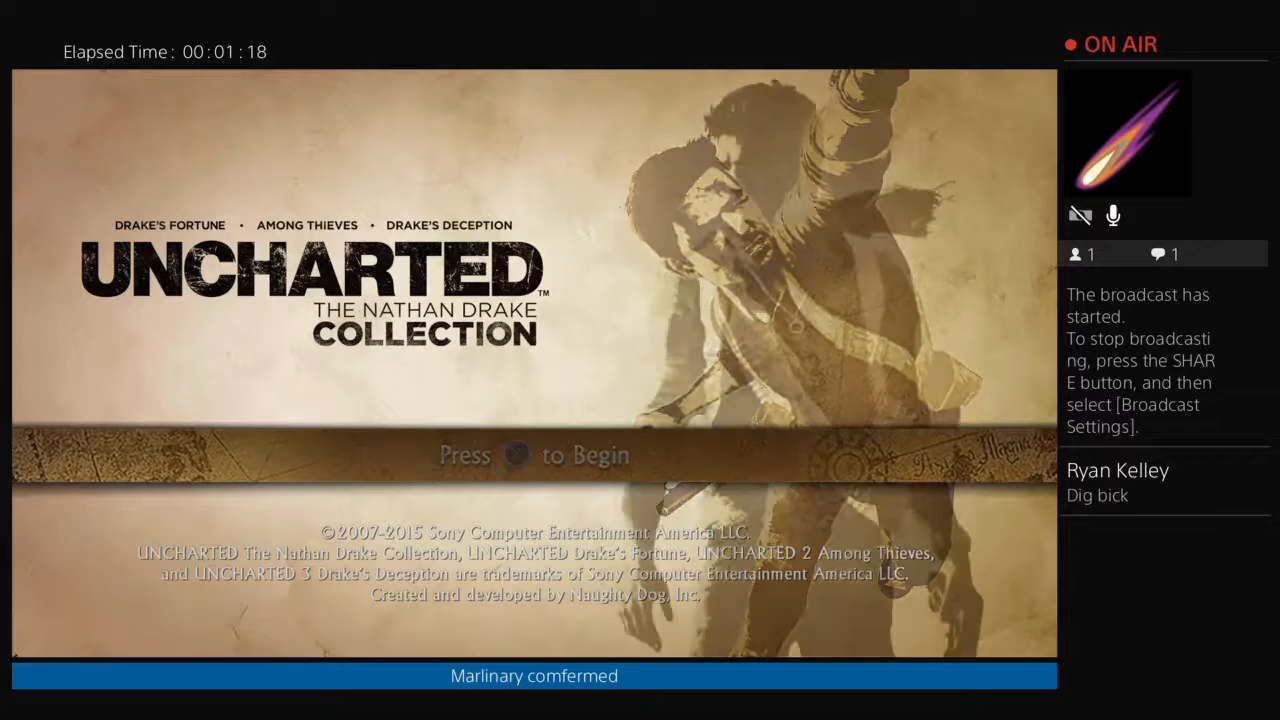 Elapsed Time: 00:01:18
ON AIR
DRAKE'S FORTUNE • AMONG THIEVES • DRAKE'S DECEPTION
UNCHARTED™
THE NATHAN DRAKE
COLLECTION
Press to Begin
©2007-2015 Sony Computer Entertainment America LLC.
UNCHARTED The Nathan Drake Collection, UNCHARTED Drake's Fortune, UNCHARTED 2 Among Thieves,
and UNCHARTED 3 Drake's Deception are trademarks of Sony Computer Entertainment America LLC.
Created and developed by Naughty Dog, Inc.
Marlinary comfermed
1 1
The broadcast has
started.
To stop broadcasti
ng, press the SHAR
E button, and then
select [Broadcast
Settings].
Ryan Kelley
Dig bick